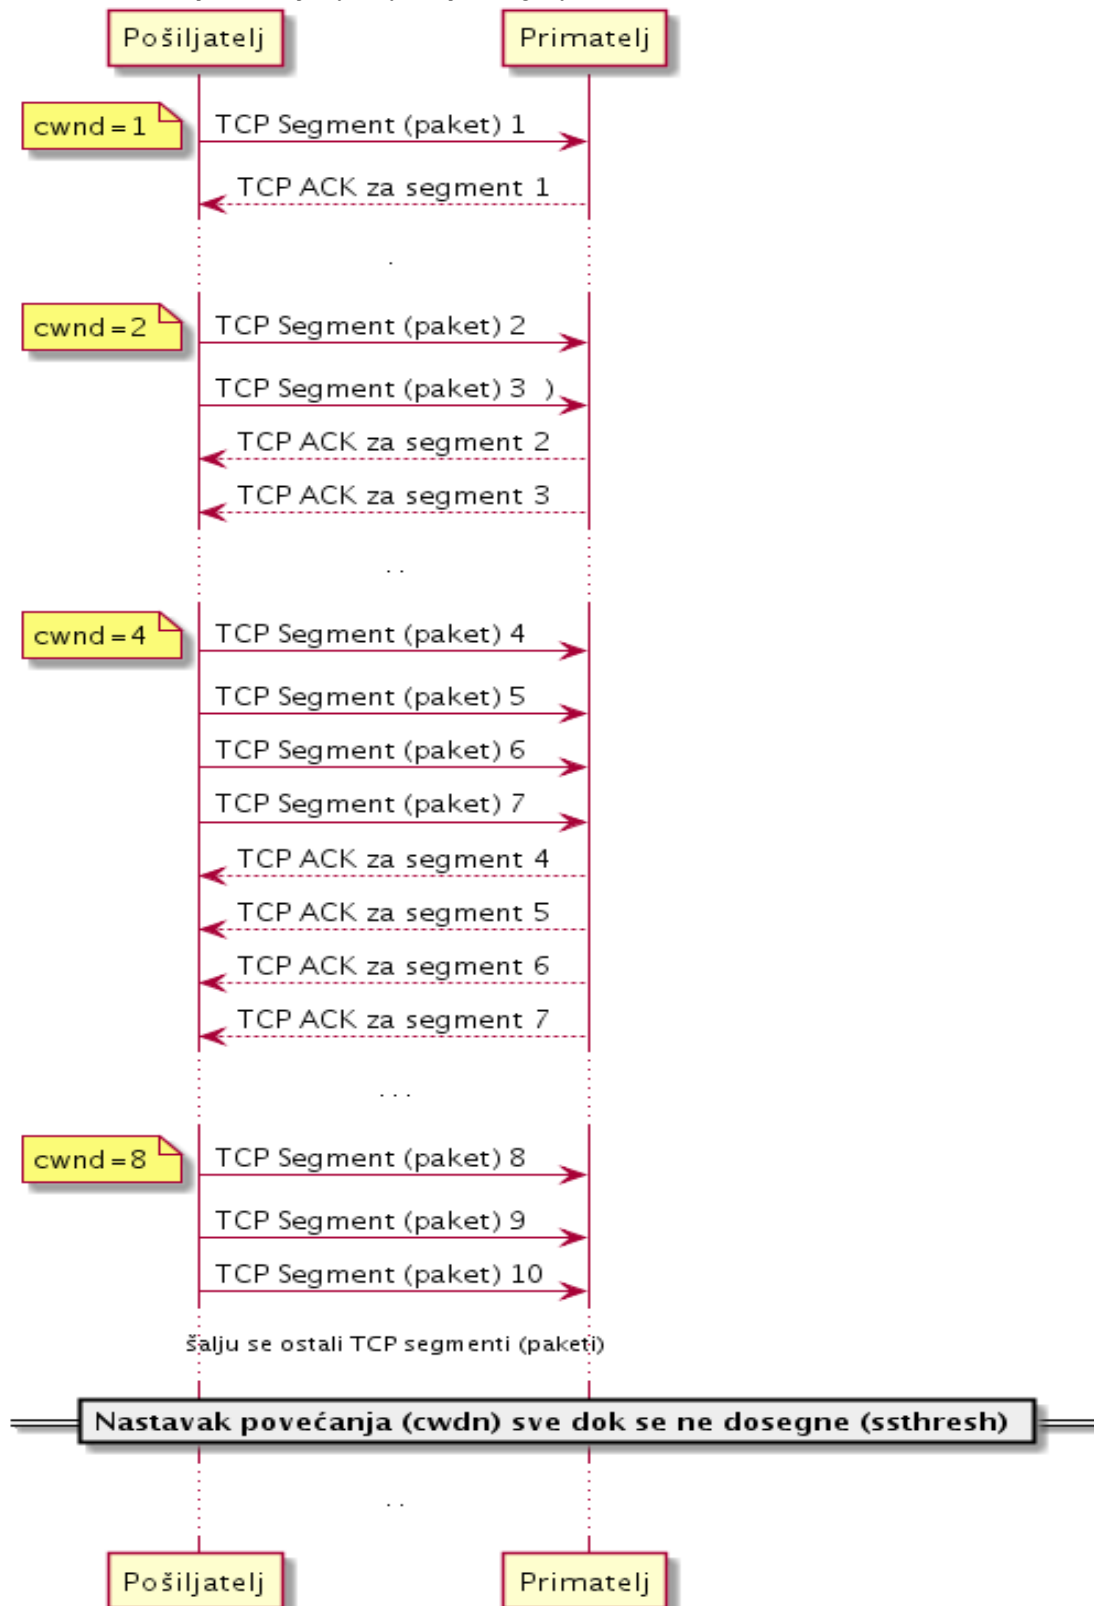 Pošiljatelj
Primatelj
cwnd=1
TCP Segment (paket) 1
TCP ACK za segment 1
.
cwnd=2
TCP Segment (paket) 2
TCP Segment (paket) 3 )
TCP ACK za segment 2
TCP ACK za segment 3
. .
cwnd=4
TCP Segment (paket) 4
TCP Segment (paket) 5
TCP Segment (paket) 6
TCP Segment (paket) 7
TCP ACK za segment 4
TCP ACK za segment 5
TCP ACK za segment 6
TCP ACK za segment 7
. . .
cwnd=8
TCP Segment (paket) 8
TCP Segment (paket) 9
TCP Segment (paket) 10
šalju se ostali TCP segmenti (paketi)
Nastavak povećanja (cwdn) sve dok se ne dosegne (ssthresh)
. .
Pošiljatelj
Primatelj